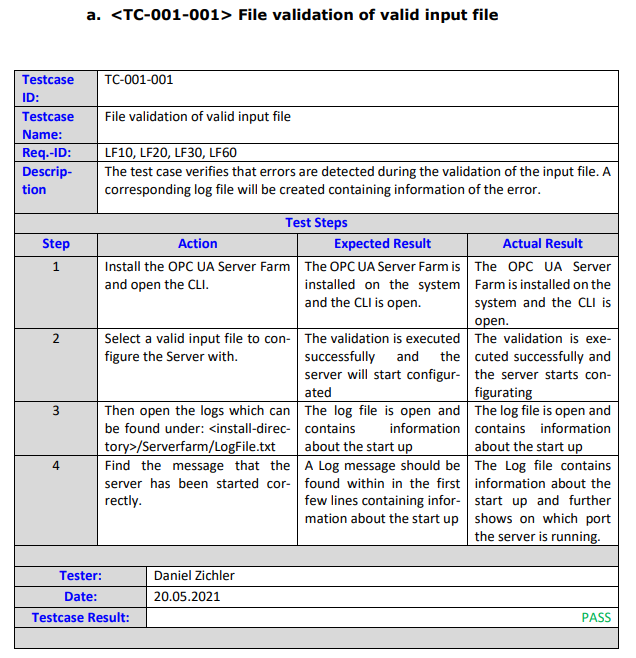 a. <TC-001-001> File validation of valid input file
Testcase
ID:
TC-001-001
Testcase
Name:
File validation of valid input file
Req.-ID:
LF10, LF20, LF30, LF60
Descrip-
tion
The test case verifies that errors are detected during the validation of the input file. A
corresponding log file will be created containing information of the error.
Test Steps
Step
Action
Expected Result
Actual Result
1
Install the OPC UA Server Farm
and open the CLI.
The OPC UA Server Farm is
installed on the system
and the CLI is open.
The OPC UA Server
Farm is installed on the
system and the CLI is
open.
2
Select a valid input file to con-
figure the Server with.
The validation is executed
successfully and the
server will start configur-
ated
The validation is exe-
cuted successfully and
the server starts con-
figurating
3
Then open the logs which can
be found under: <install-direc-
tory>/Serverfarm/LogFile.txt
The log file is open and
contains information
about the start up
The log file is open and
contains information
about the start up
4
Find the message that the
server has been started cor-
rectly.
A Log message should be
found within in the first
few lines containing infor-
mation about the start up
The Log file contains
information about the
start up and further
shows on which port
the server is running.
Tester:
Daniel Zichler
Date:
20.05.2021
Testcase Result:
PASS